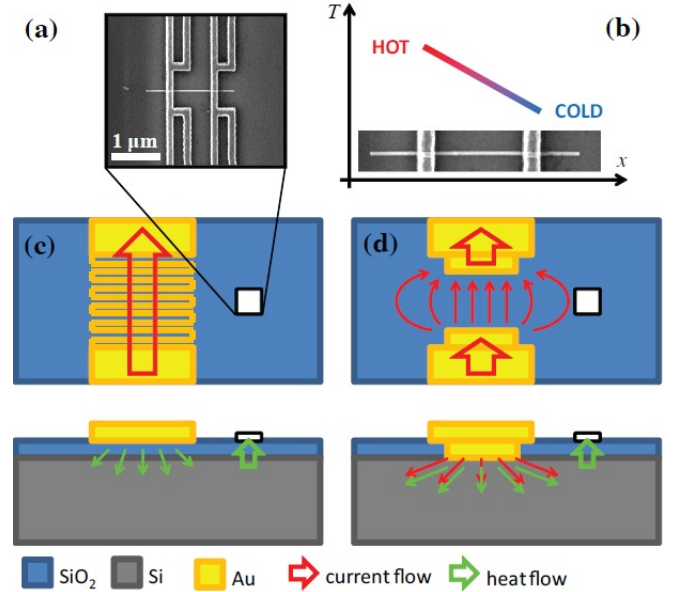 (a)
1 μm
T
(b)
HOT
COLD
x
(c)
(d)
SiO₂
Si
Au
current flow
heat flow